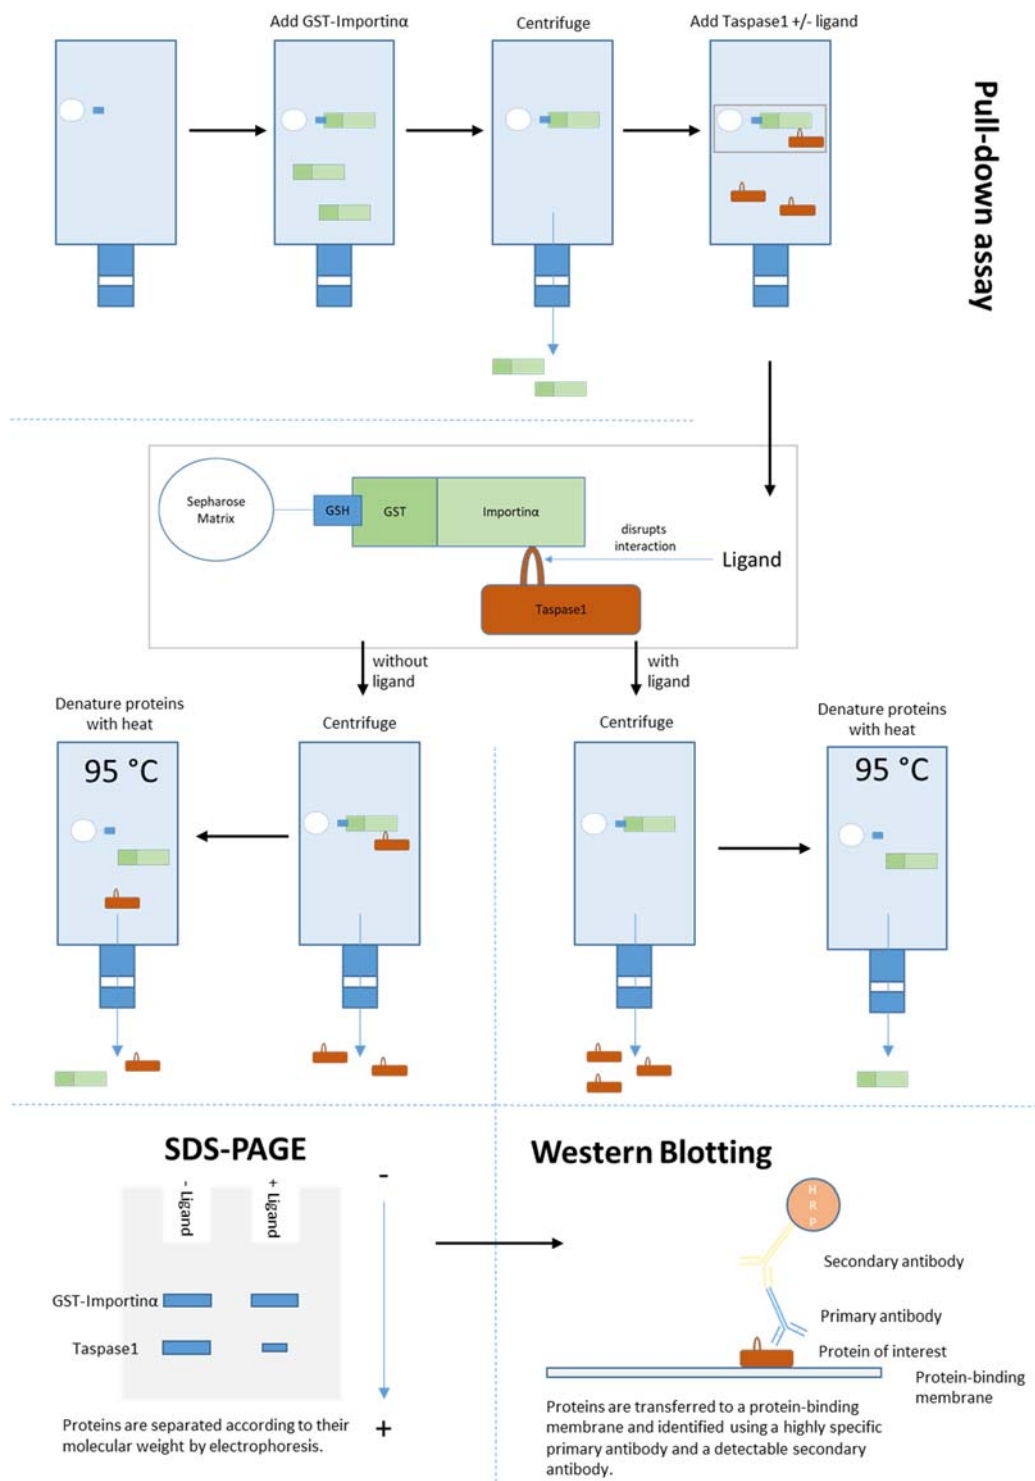 Add GST-Importinα
Centrifuge
Add Taspase1 +/- ligand
Pull-down assay
Sepharose
Matrix
GSH
GST
Importinα
disrupts
interaction
Ligand
Taspase1
without
ligand
with
ligand
Denature proteins
with heat
Centrifuge
Centrifuge
Denature proteins
with heat
95 °C
95 °C
SDS-PAGE
- Ligand
+ Ligand
-
GST-Importinα
Taspase1
+
Proteins are separated according to their
molecular weight by electrophoresis.
Western Blotting
H
R
P
Secondary antibody
Primary antibody
Protein of interest
Protein-binding
membrane
Proteins are transferred to a protein-binding
membrane and identified using a highly specific
primary antibody and a detectable secondary
antibody.